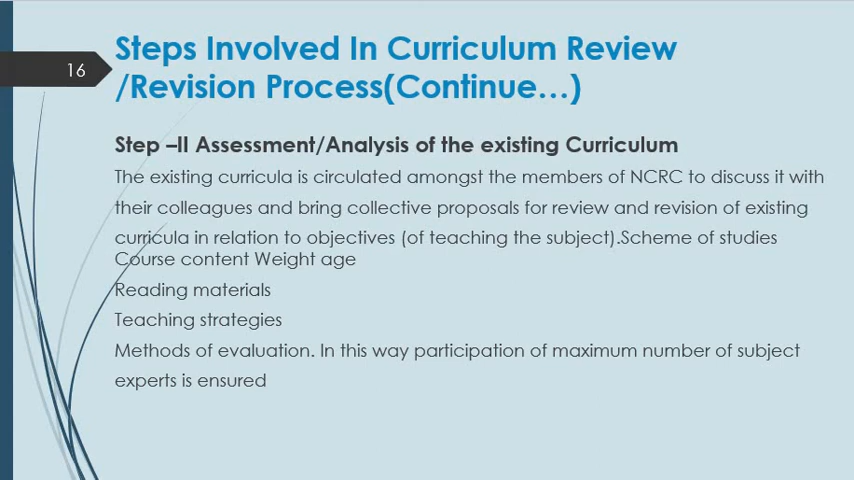 16
Steps Involved In Curriculum Review
/Revision Process(Continue...)
Step –II Assessment/Analysis of the existing Curriculum
The existing curricula is circulated amongst the members of NCRC to discuss it with
their colleagues and bring collective proposals for review and revision of existing
curricula in relation to objectives (of teaching the subject).Scheme of studies
Course content Weight age
Reading materials
Teaching strategies
Methods of evaluation. In this way participation of maximum number of subject
experts is ensured